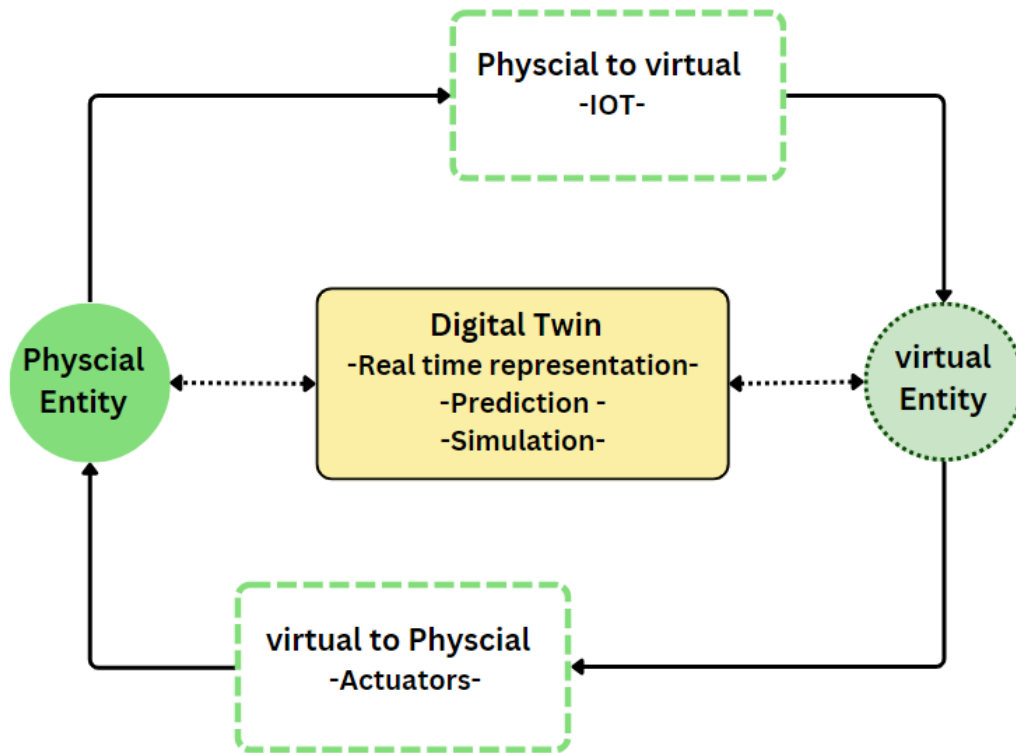 Physcial to virtual
-IOT-
Physcial
Entity
Digital Twin
-Real time representation-
-Prediction -
-Simulation-
virtual
Entity
virtual to Physcial
-Actuators-